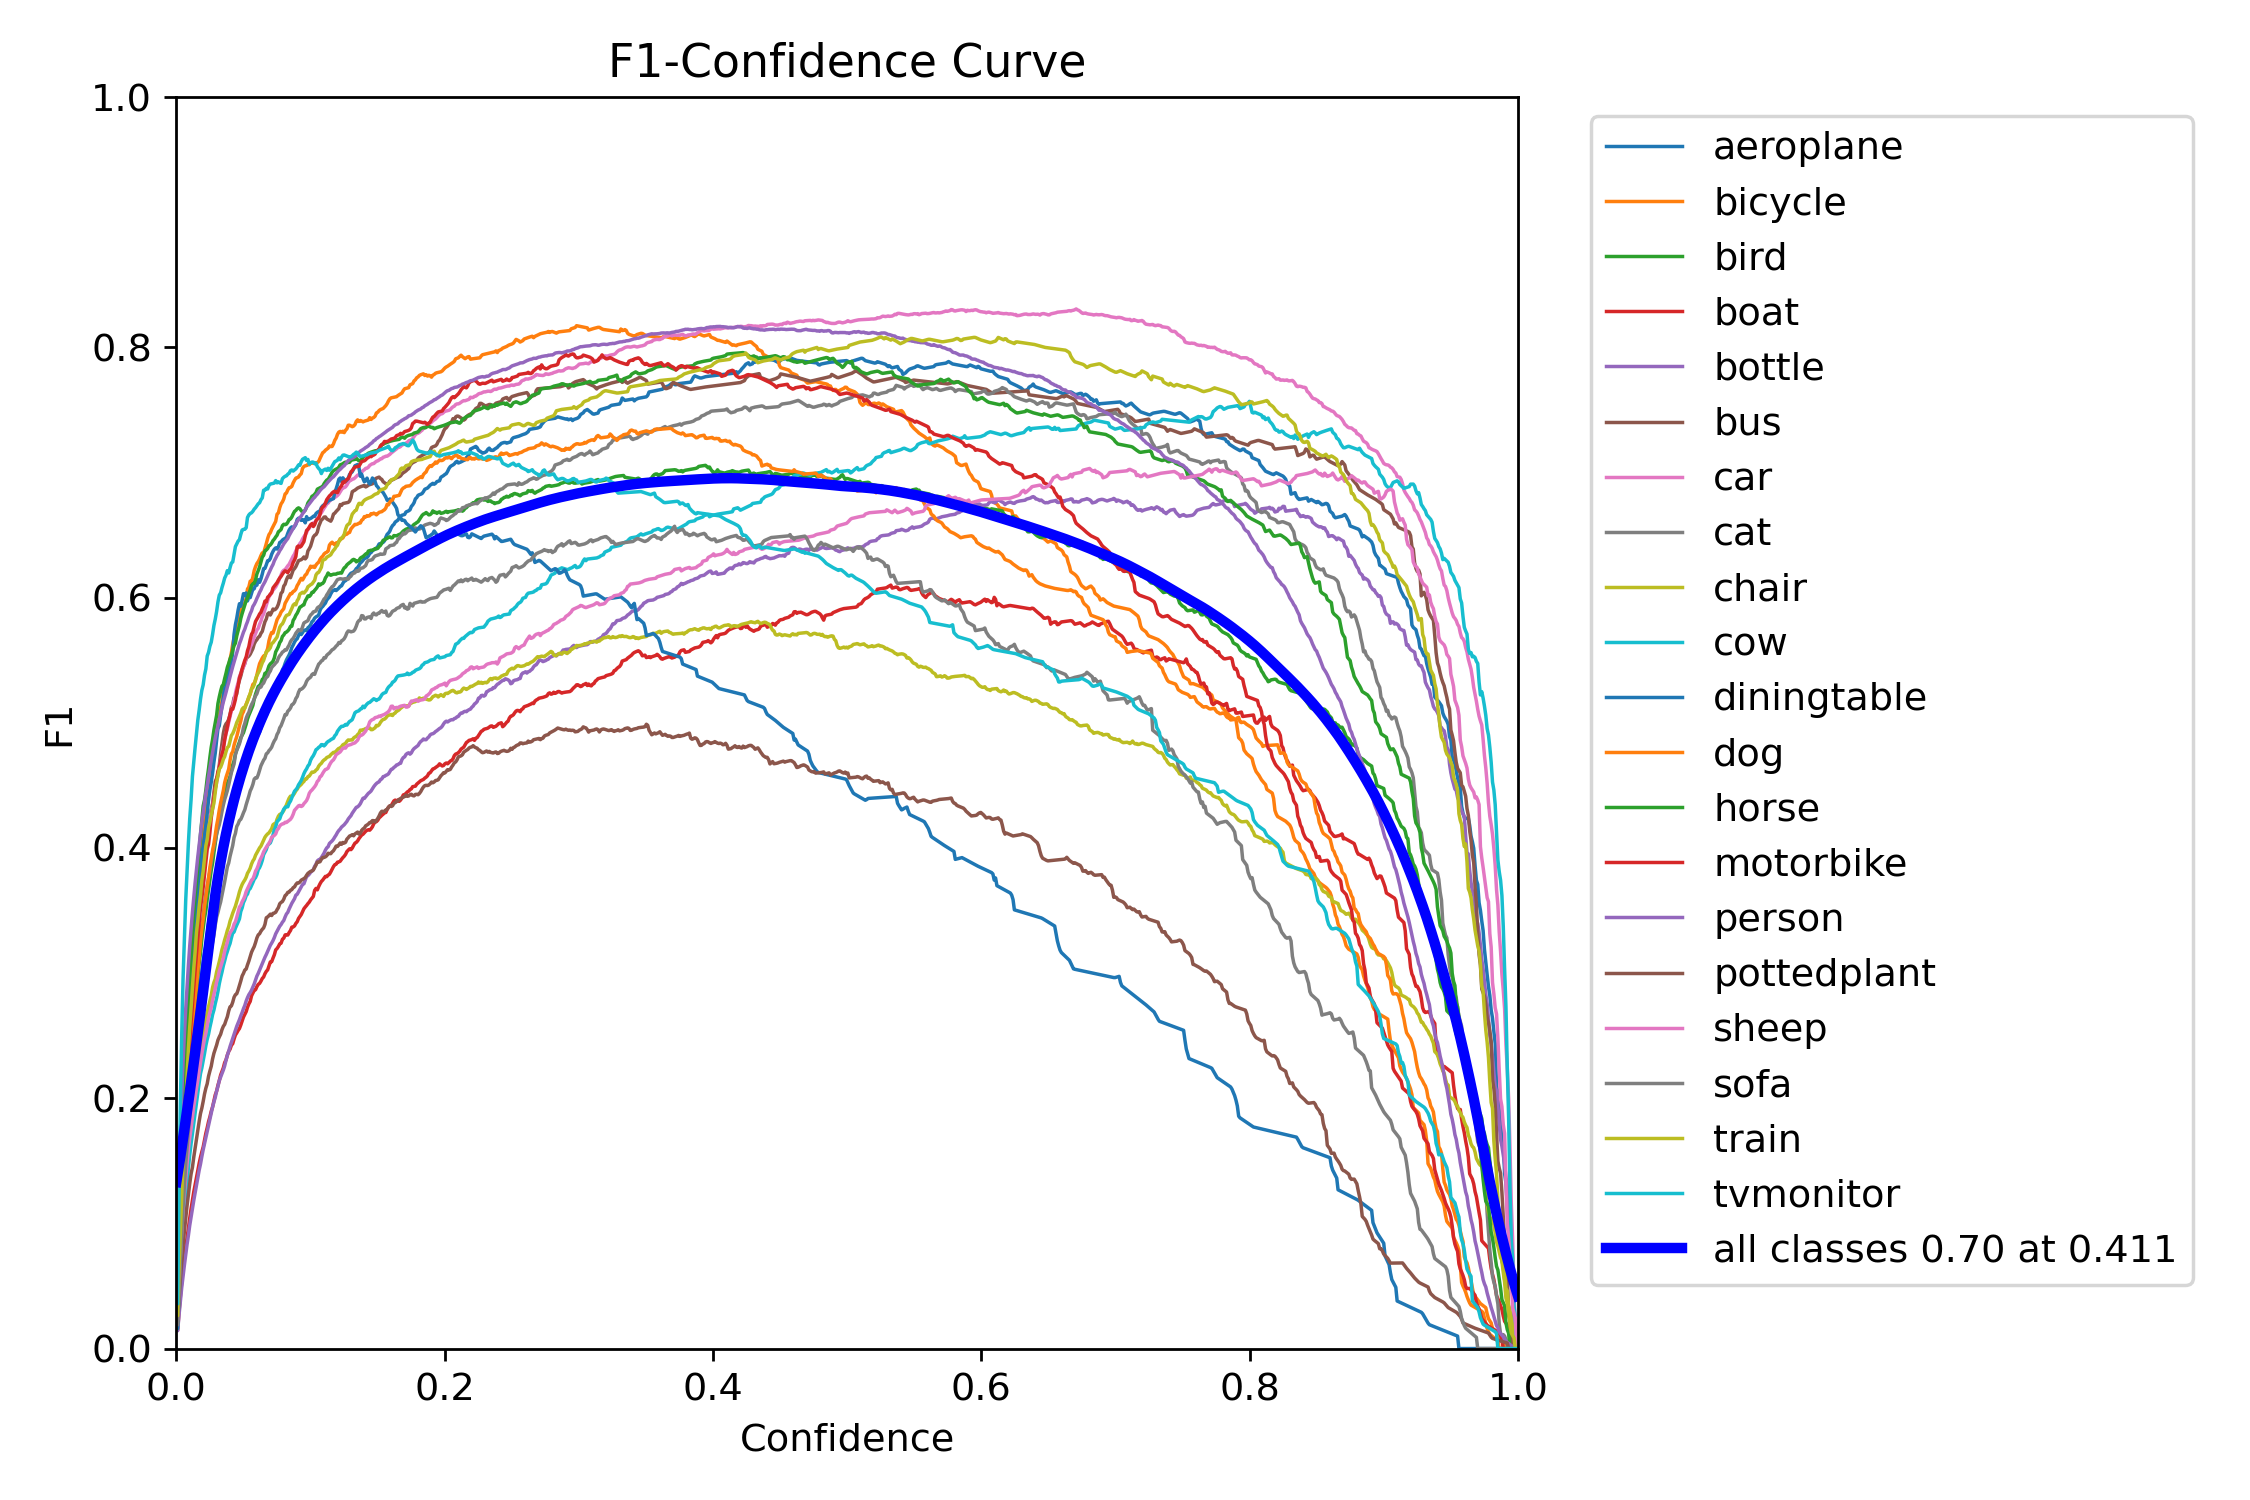 F1-Confidence Curve
1.0
0.8
0.6
0.4
0.2
0.0
F1
0.0 0.2 0.4 0.6 0.8 1.0
Confidence
aeroplane
bicycle
bird
boat
bottle
bus
car
cat
chair
cow
diningtable
dog
horse
motorbike
person
pottedplant
sheep
sofa
train
tvmonitor
all classes 0.70 at 0.411